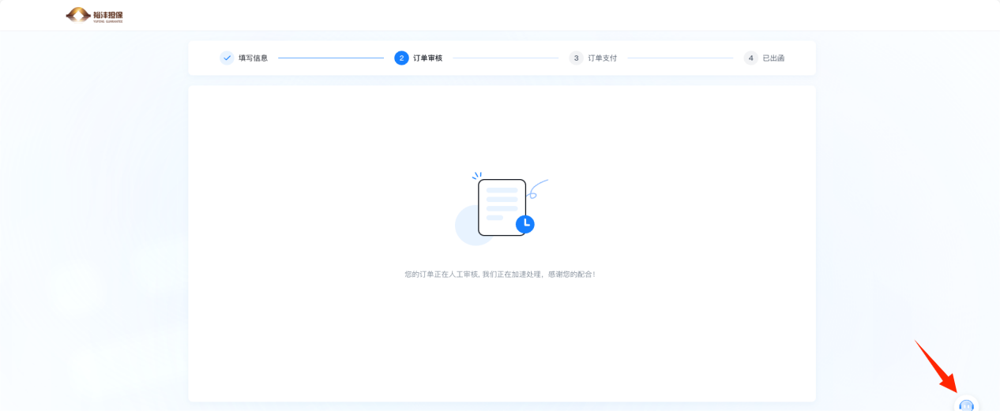 裕沣担保
YUFENG GUARANTEE
填写信息
2 订单审核
3 订单支付
4 已出函
您的订单正在人工审核, 我们正在加速处理，感谢您的配合!